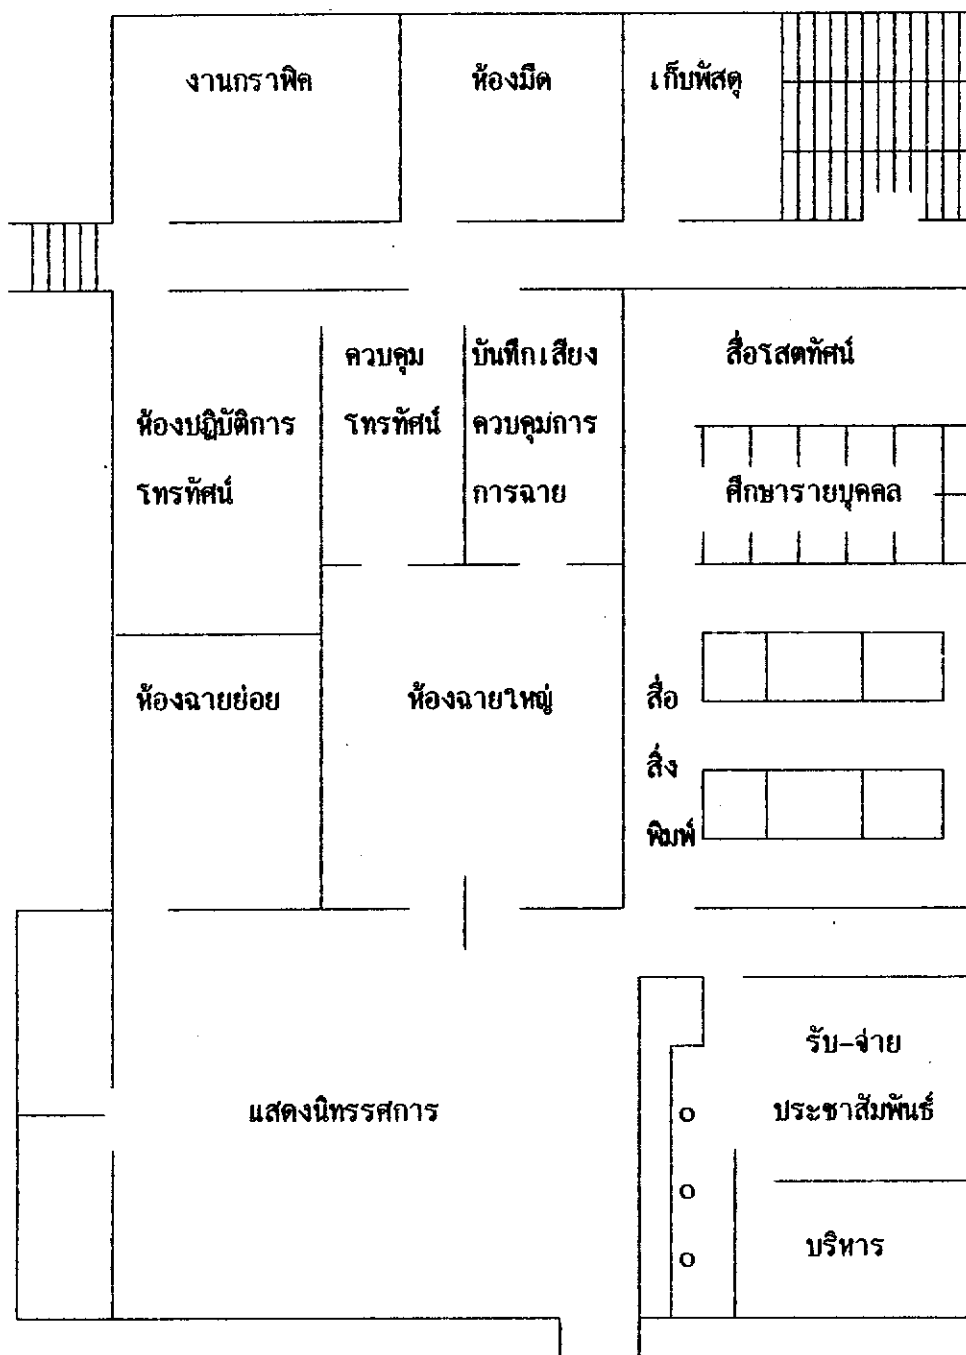 งานกราฟิค
ห้องมืด
เก็บพัสดุ
ควบคุม
โทรทัศน์
บันทึกเสียง
ควบคุมการ
การฉาย
สื่อโสตทัศน์
ห้องปฏิบัติการ
โทรทัศน์
ศึกษารายบุคคล
ห้องฉายย่อย
ห้องฉายใหญ่
สื่อ
สิ่ง
พิมพ์
รับ-จ่าย
ประชาสัมพันธ์
แสดงนิทรรศการ
บริหาร